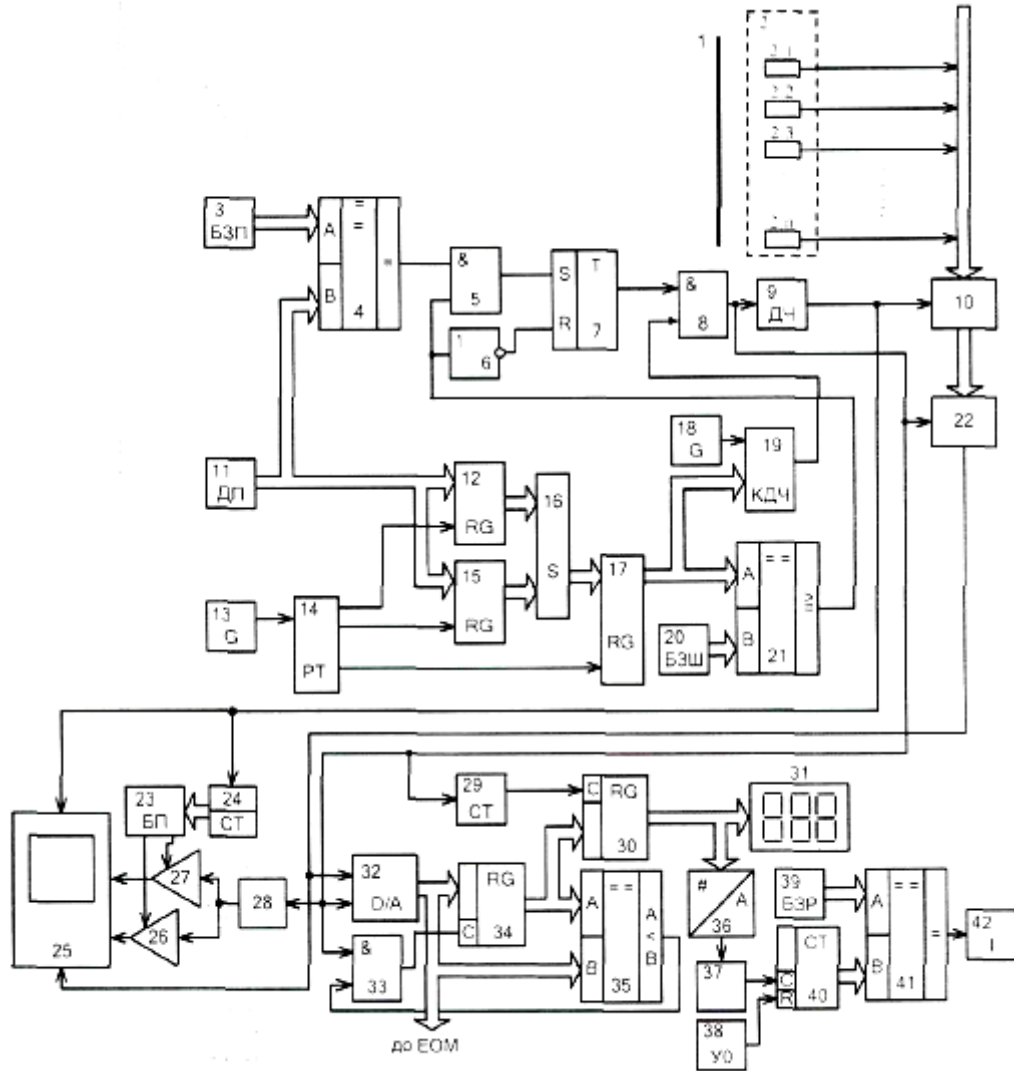 1
2.1
2.2
2.3
2.n
3
БЗП
A
B
=
=
=
4
&
5
1
6
S
R
T
7
&
8
9
ДЧ
10
11
ДП
12
RG
13
G
14
РТ
15
RG
16
S
17
RG
18
G
19
КДЧ
20
БЗШ
A
B
= =
21
≥
22
23
БП
24
СТ
25
26
27
28
29
СТ
C
RG
30
31
32
D/A
&
33
RG
C
34
A
B
= =
35
A
<
B
#
A
36
37
38
УО
39
БЗР
C
R
CT
40
A
B
= =
41
=
42
I
до ЕОМ